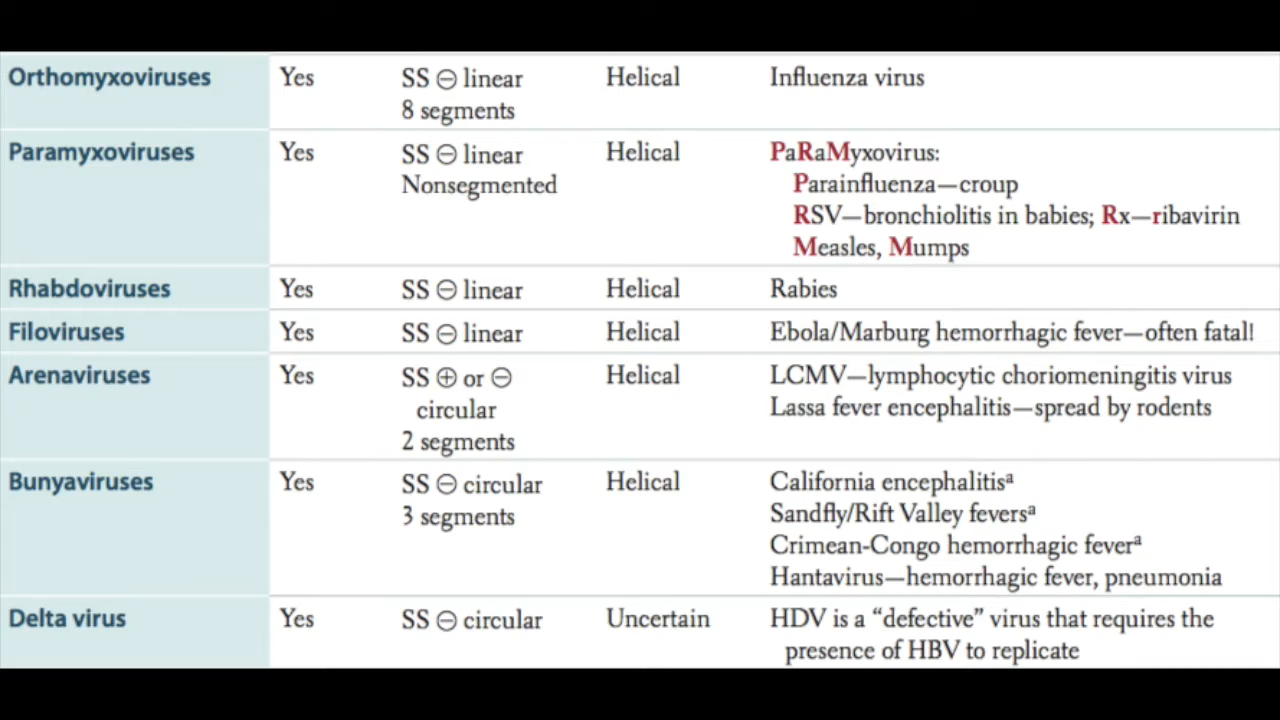 Orthomyxoviruses Yes SS ⊖ linear Helical Influenza virus
8 segments
Paramyxoviruses Yes SS ⊖ linear Helical PaRaMyxovirus:
Nonsegmented Parainfluenza—croup
RSV—bronchiolitis in babies; Rx—ribavirin
Measles, Mumps
Rhabdoviruses Yes SS ⊖ linear Helical Rabies
Filoviruses Yes SS ⊖ linear Helical Ebola/Marburg hemorrhagic fever—often fatal!
Arenaviruses Yes SS ⊕ or ⊖ Helical LCMV—lymphocytic choriomeningitis virus
circular Lassa fever encephalitis—spread by rodents
2 segments
Bunyaviruses Yes SS ⊖ circular Helical California encephalitisᵃ
3 segments Sandfly/Rift Valley feversᵃ
Crimean-Congo hemorrhagic feverᵃ
Hantavirus—hemorrhagic fever, pneumonia
Delta virus Yes SS ⊖ circular Uncertain HDV is a “defective” virus that requires the
presence of HBV to replicate